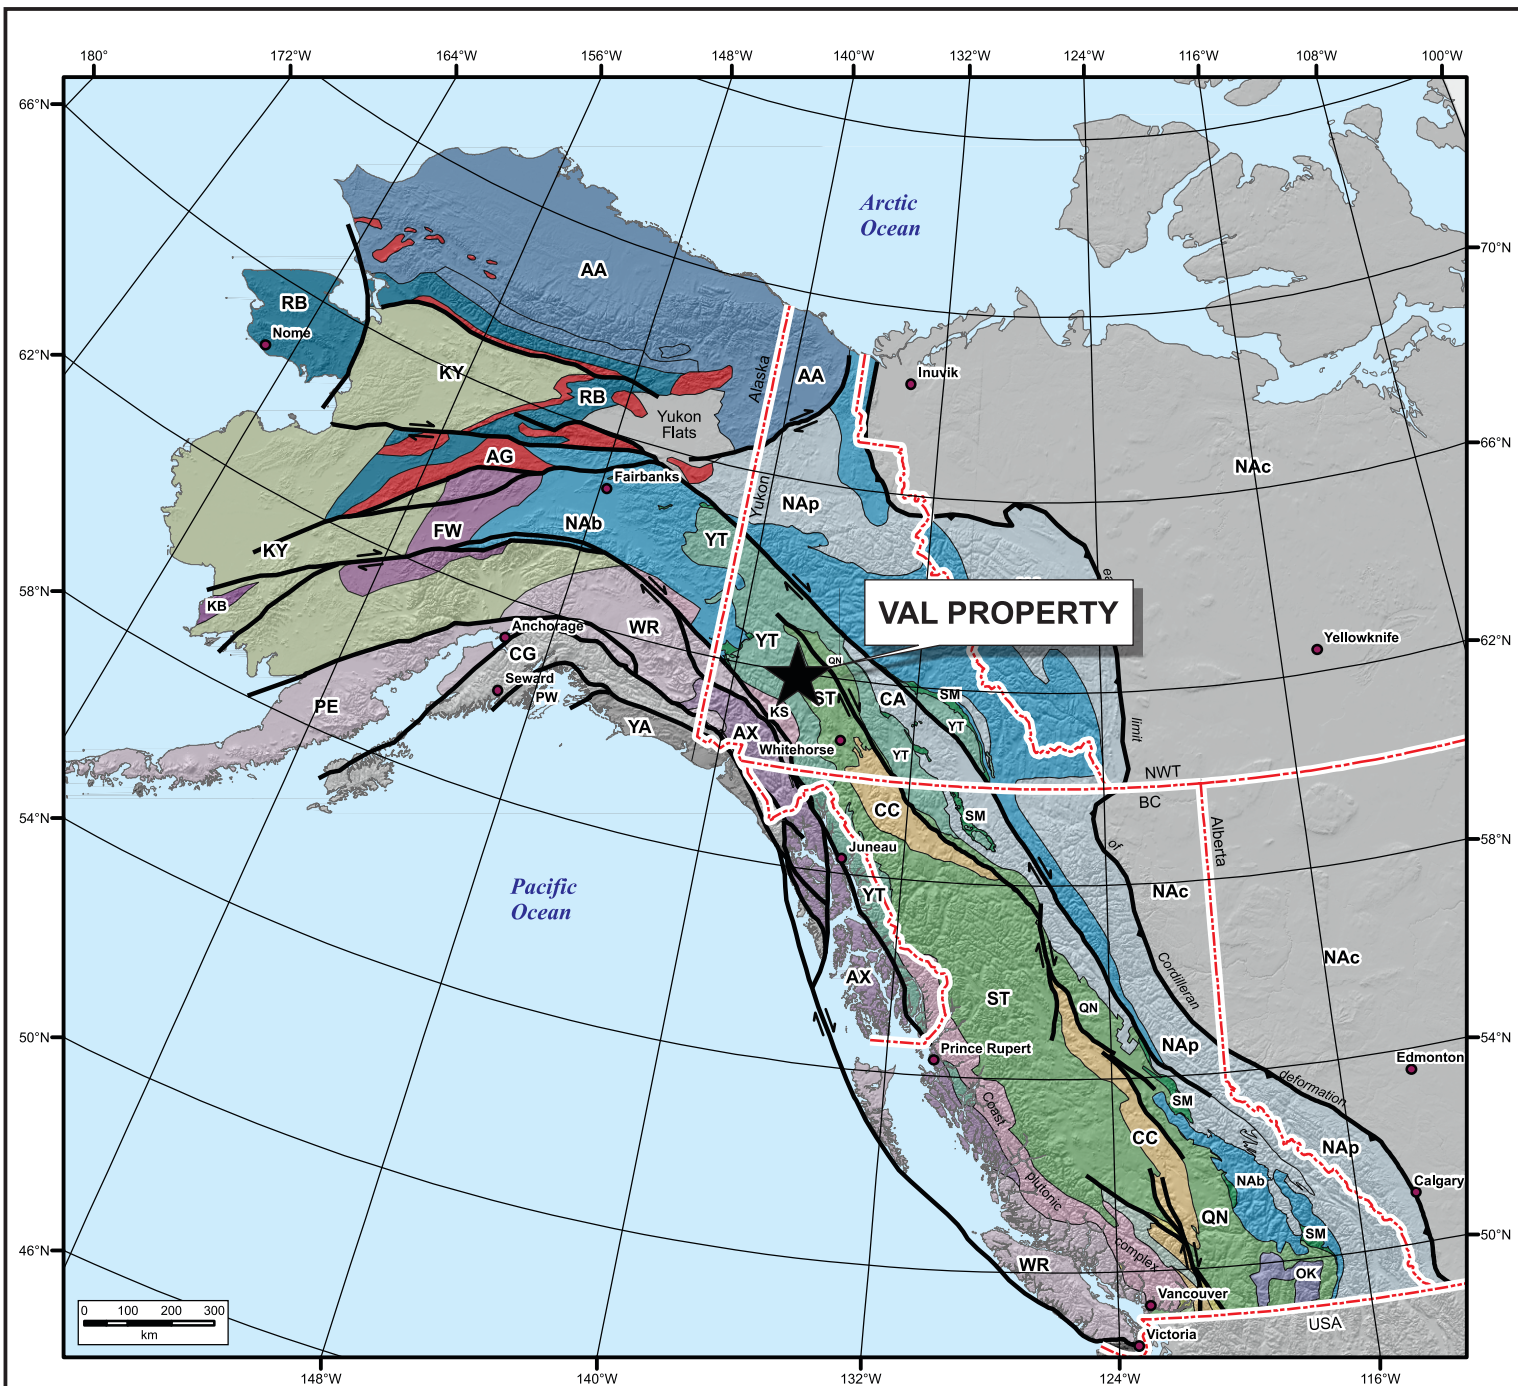 180°
172°W
164°W
156°W
148°W
140°W
132°W
124°W
116°W
108°W
100°W
66°N
Arctic
Ocean
70°N
AA
RB
Nome
62°N
KY
Alaska
AA
Inuvik
RB
Yukon
Flats
66°N
AG
Fairbanks
NAc
Yukon
NAp
FW
NAb
YT
KY
58°N
KB
VAL PROPERTY
Anchorage
WR
YT
Yellowknife
62°N
CG
QN
Seward
PW
PE
ST
CA
SM
KS
YA
AX
YT
limit
Whitehorse
YT
NWT
BC
54°N
CC
SM
Alberta
58°N
Juneau
of
YT
Pacific
Ocean
NAc
AX
Cordilleran
NAc
ST
QN
50°N
Prince Rupert
NAp
54°N
Edmonton
deformation
Coast
SM
CC
NAp
plutonic
NAb
Calgary
QN
46°N
complex
SM
50°N
WR
OK
Vancouver
0 100 200 300
km
USA
Victoria
148°W
140°W
132°W
124°W
116°W